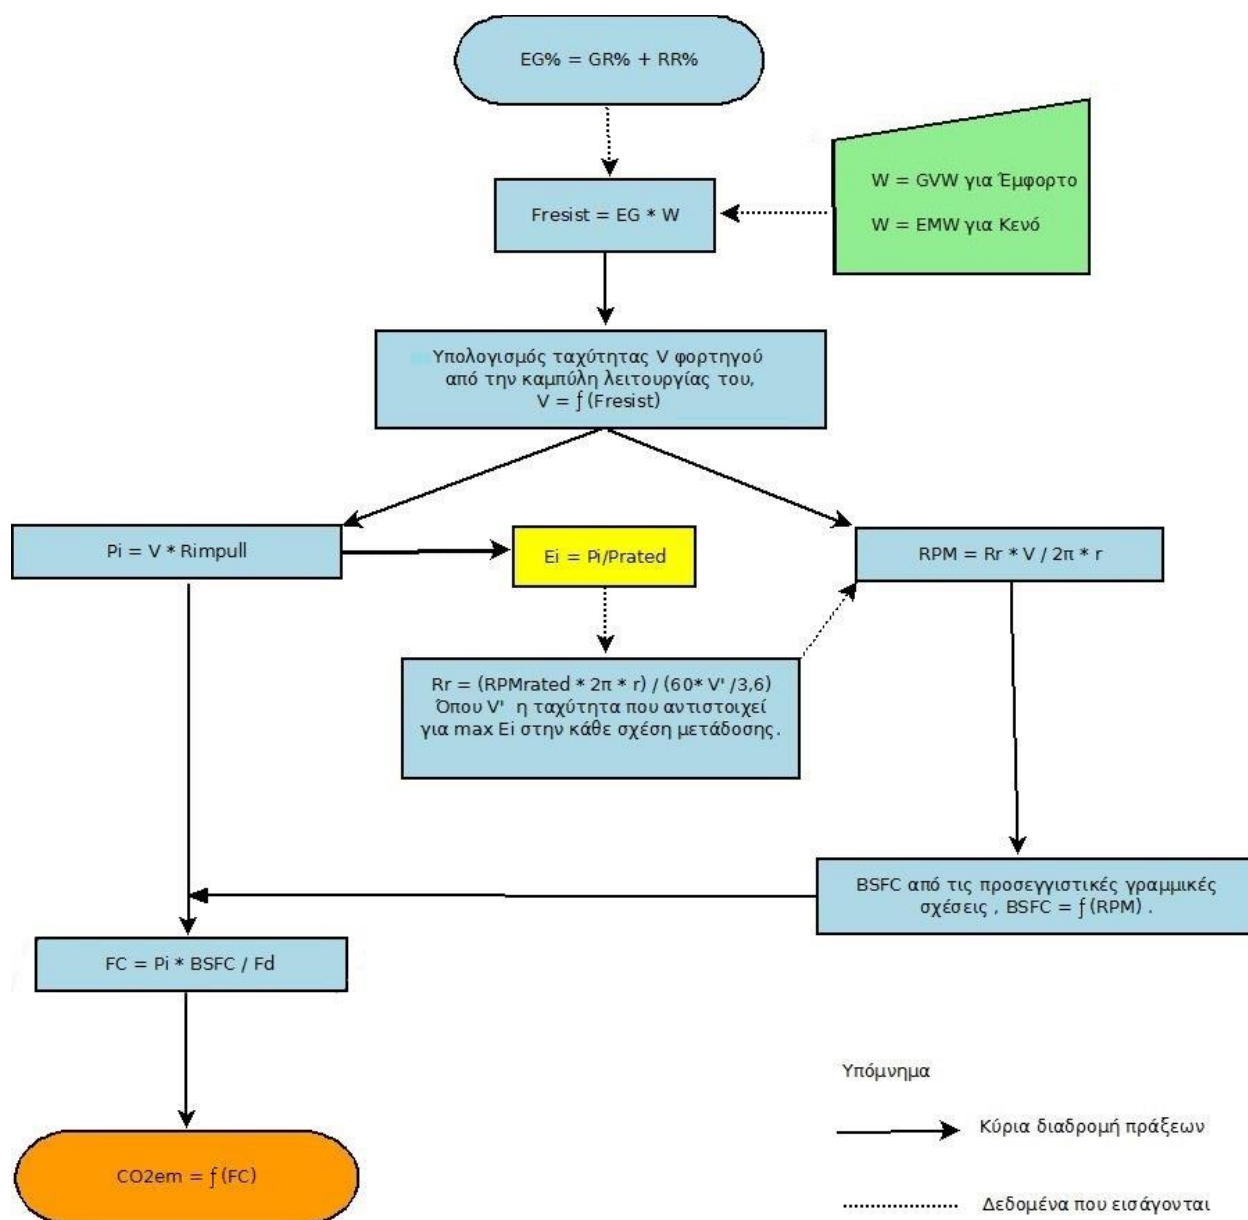 EG% = GR% + RR%
W = GVW για Έμφορτο
Fresist = EG * W
W = EMW για Κενό
Υπολογισμός ταχύτητας V φορτηγού
από την καμπύλη λειτουργίας του,
V = ƒ(Fresist)
Pi = V * Rimpull
Ei = Pi/Prated
RPM = Rr * V / 2π * r
Rr = (RPMrated * 2π * r) / (60* V' /3,6)
Όπου V' η ταχύτητα που αντιστοιχεί
για max Ei στην κάθε σχέση μετάδοσης.
BSFC από τις προσεγγιστικές γραμμικές
σχέσεις , BSFC = ƒ(RPM) .
FC = Pi * BSFC / Fd
Υπόμνημα
Κύρια διαδρομή πράξεων
CO2em = ƒ(FC)
Δεδομένα που εισάγονται